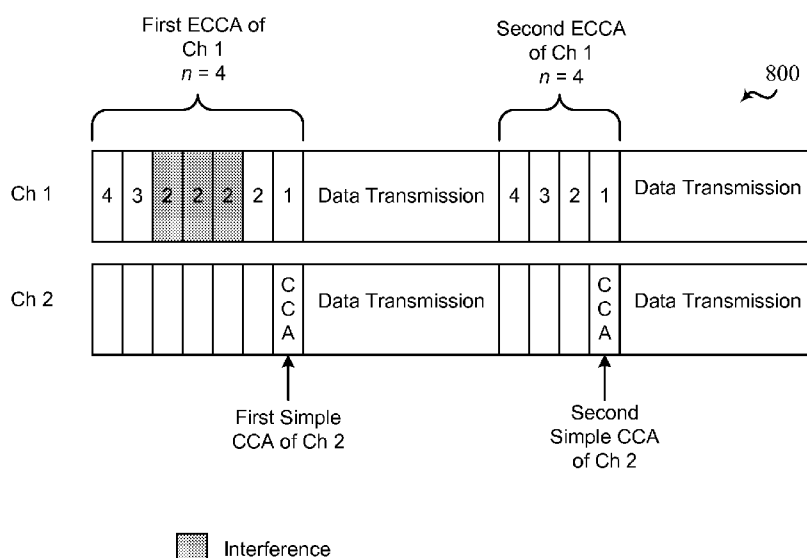 First ECCA of
Ch 1
n = 4
Second ECCA
of Ch 1
n = 4
800
Ch 1
4 3 2 2 2 2 1 Data Transmission 4 3 2 1 Data Transmission
Ch 2
CCA Data Transmission CCA Data Transmission
First Simple
CCA of Ch 2
Second
Simple CCA
of Ch 2
Interference